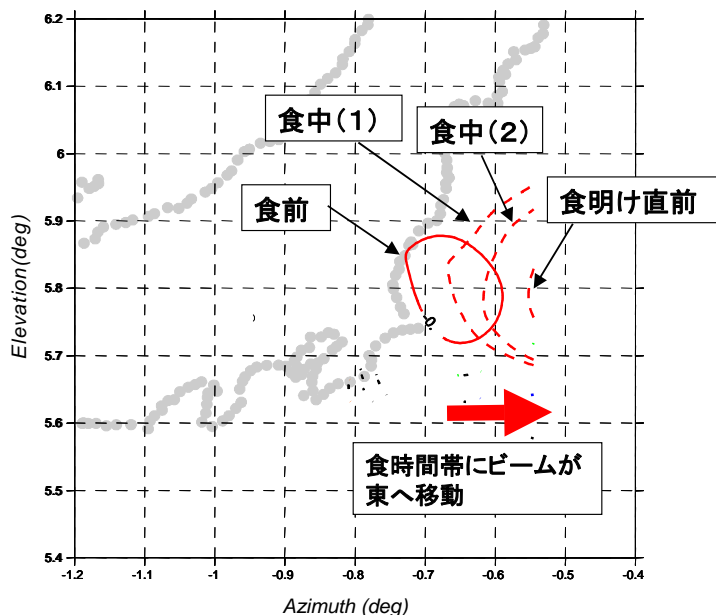 6.2
6.1
6
5.9
5.8
5.7
5.6
5.5
5.4
Elevation(deg)
食中(1)
食中(2)
食前
食明け直前
食時間帯にビームが
東へ移動
-1.2 -1.1 -1 -0.9 -0.8 -0.7 -0.6 -0.5 -0.4
Azimuth (deg)